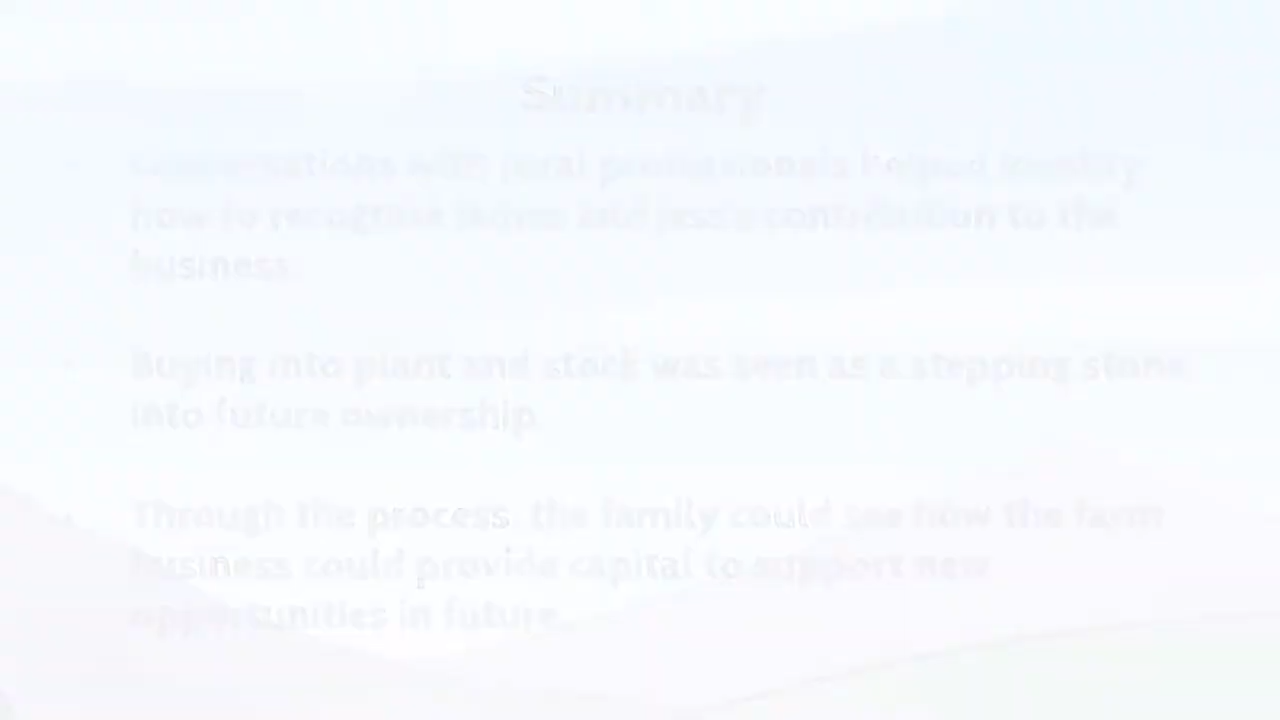 Summary
Conversations with rural professionals helped identify
how to recognise and Jess's contribution to the
business.
Buying into plant and stock was seen as a stepping stone
into future ownership.
Through the process, the family could see how the farm
business could provide capital to support new
opportunities in future.